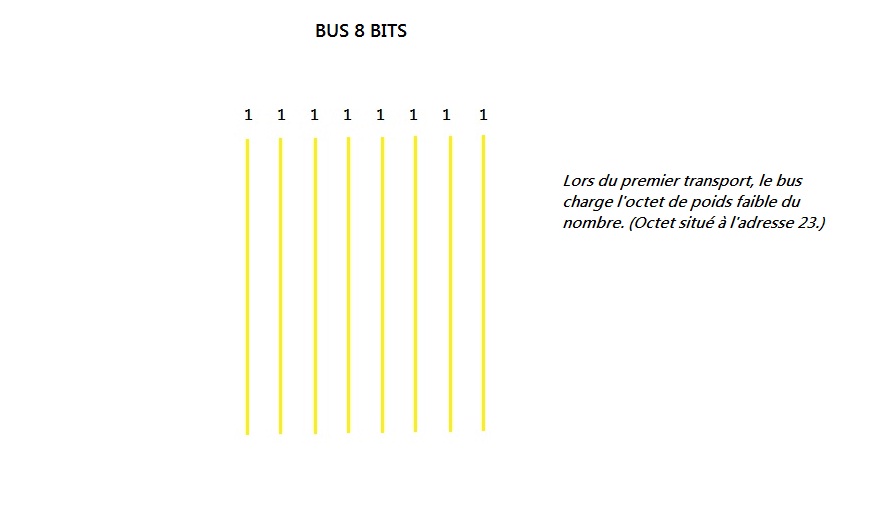 BUS 8 BITS
1 1 1 1 1 1 1 1
Lors du premier transport, le bus
charge l'octet de poids faible du
nombre. (Octet situé à l'adresse 23.)